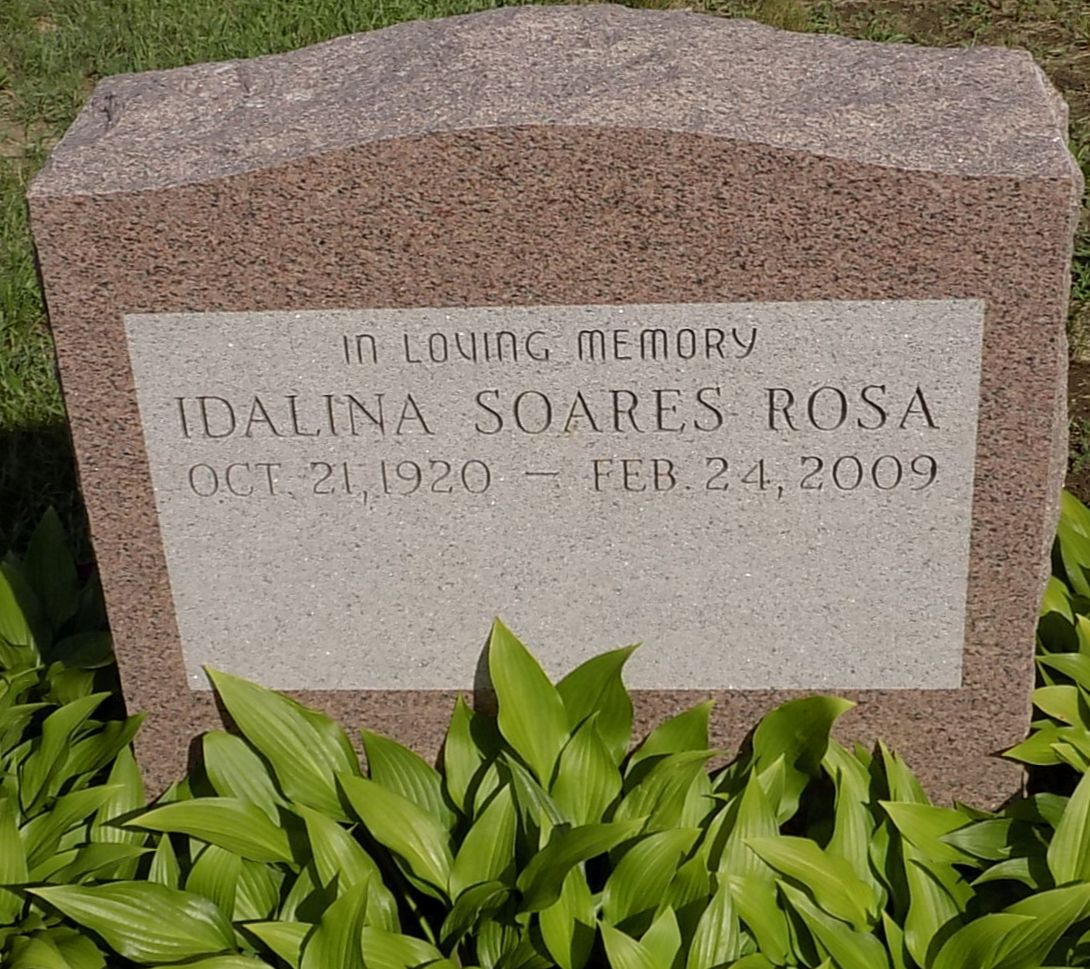 IN LOVING MEMORY
IDALINA SOARES ROSA
OCT. 21, 1920 — FEB. 24, 2009